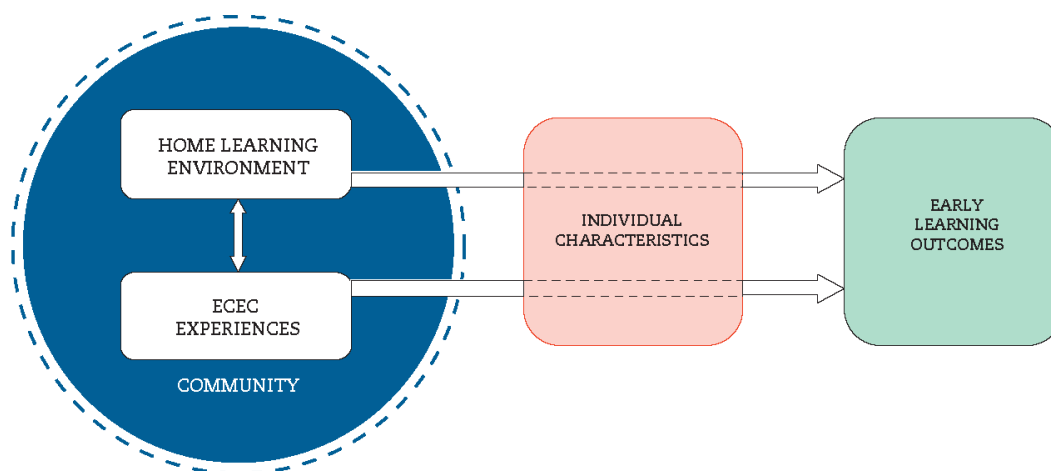 HOME LEARNING
ENVIRONMENT
ECEC
EXPERIENCES
COMMUNITY
INDIVIDUAL
CHARACTERISTICS
EARLY
LEARNING
OUTCOMES